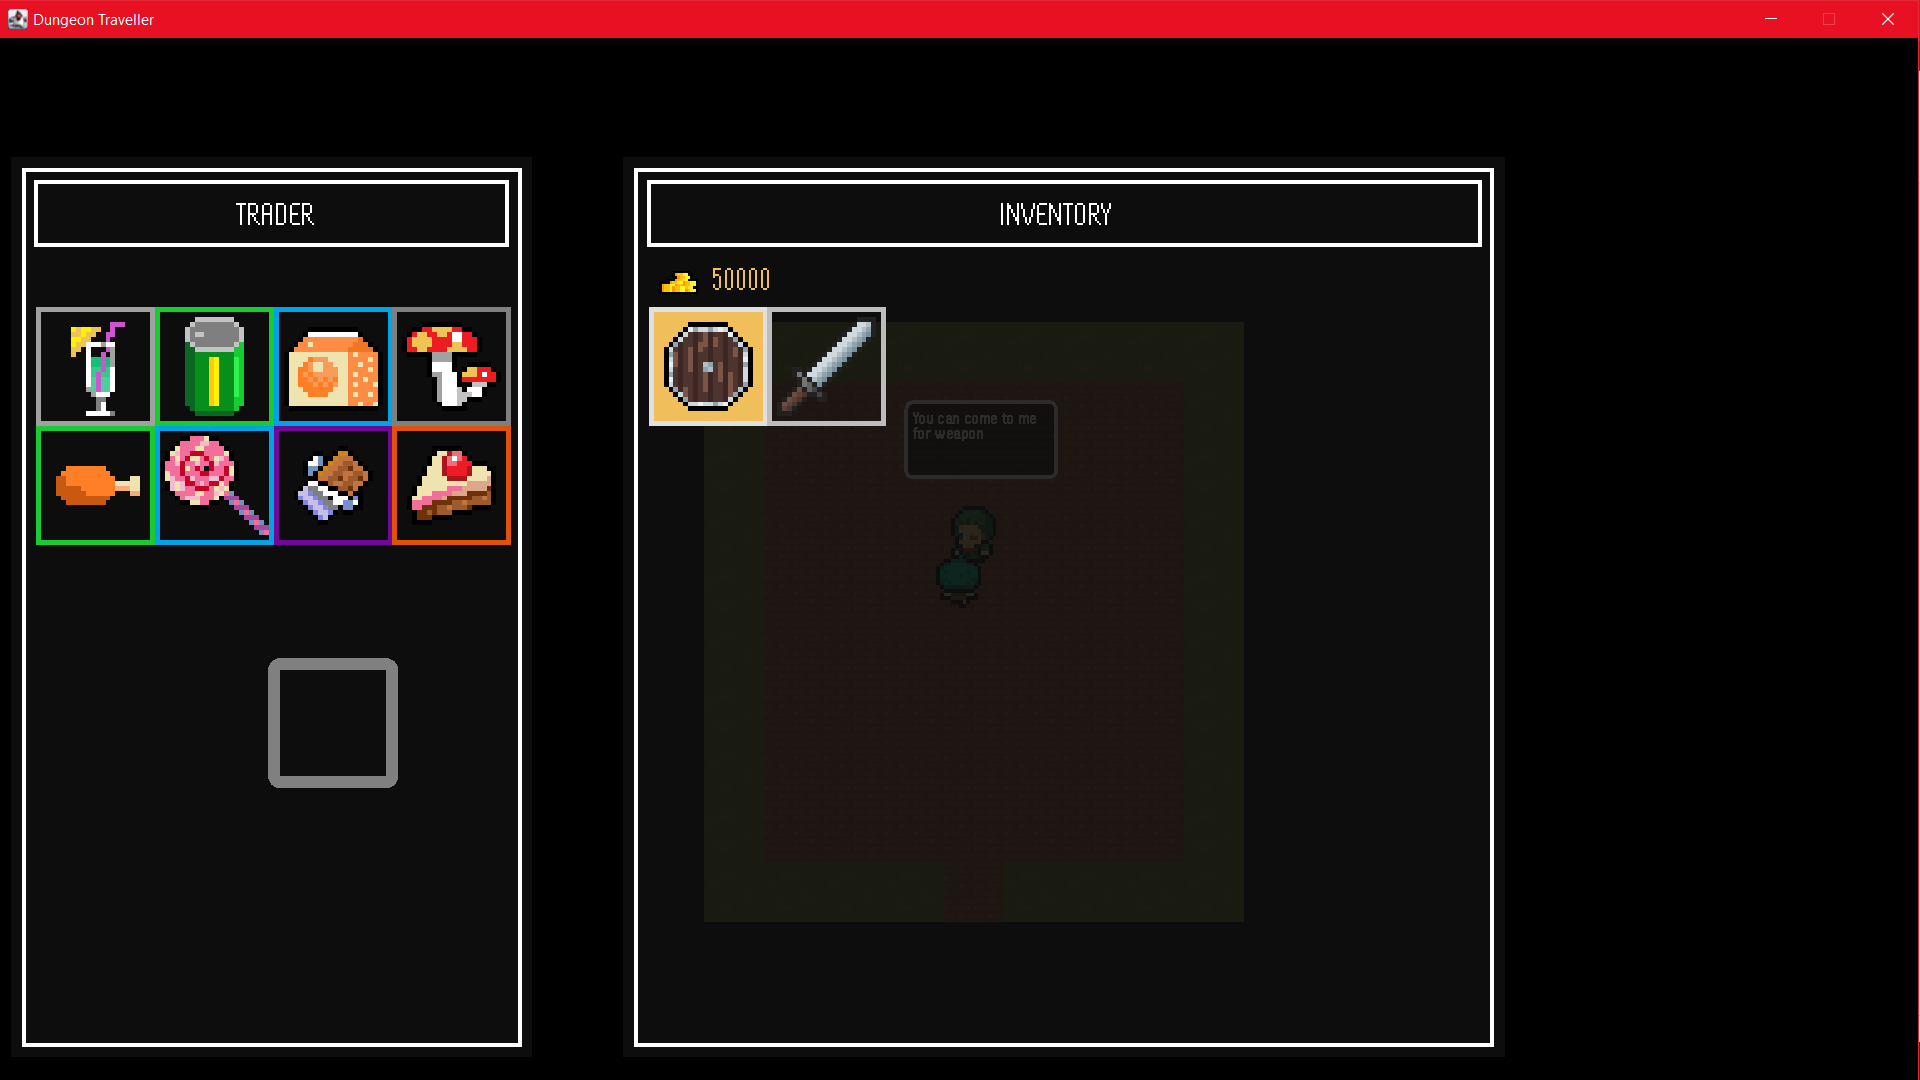 Dungeon Traveller
TRADER
INVENTORY
50000
You can come to me
for weapon